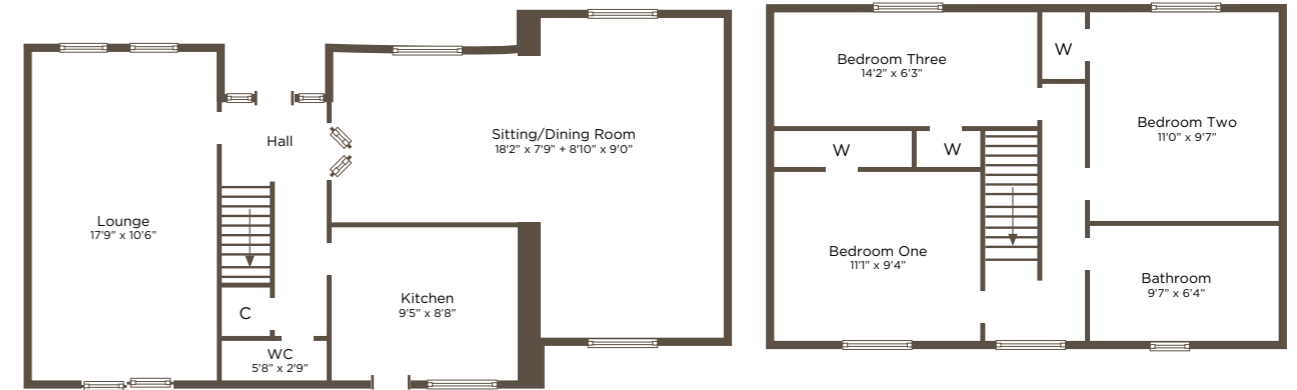 Hall
Sitting/Dining Room
18'2" x 7'9" + 8'10" x 9'0"
Lounge
17'9" x 10'6"
Kitchen
9'5" x 8'8"
C
WC
5'8" x 2'9"
Bedroom Three
14'2" x 6'3"
W
Bedroom Two
11'0" x 9'7"
W
W
Bedroom One
11'1" x 9'4"
Bathroom
9'7" x 6'4"